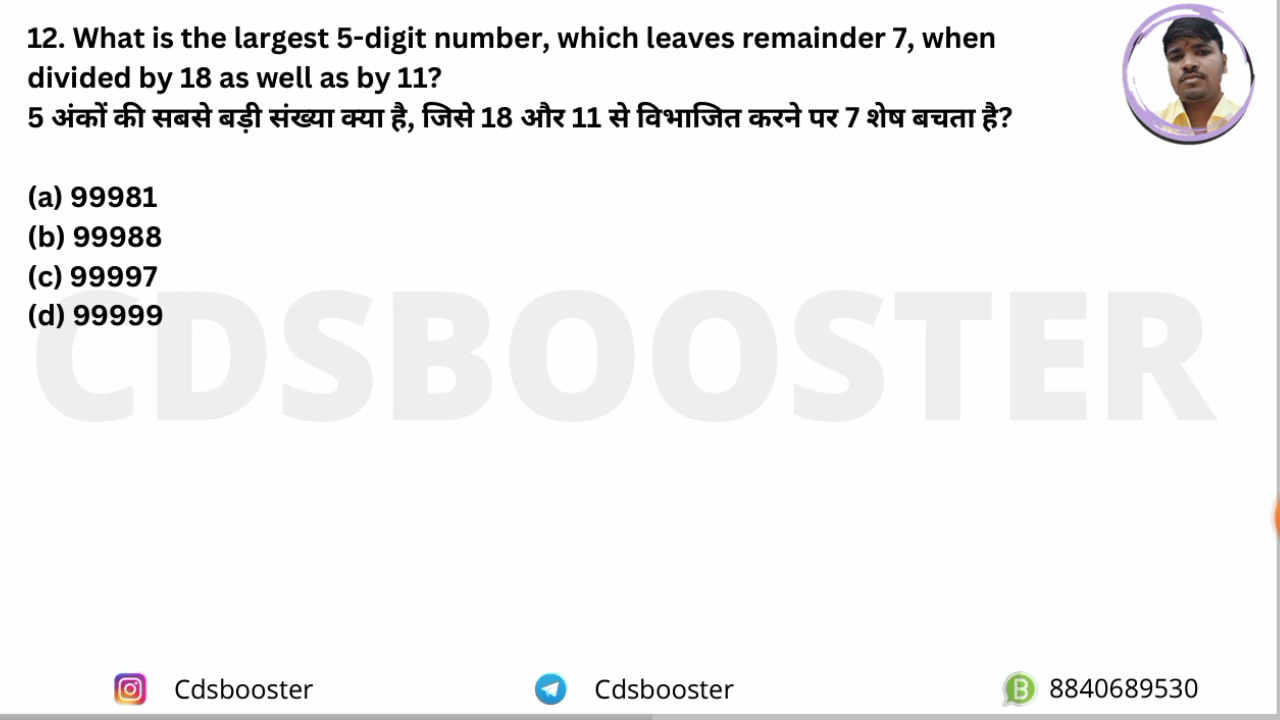 12. What is the largest 5-digit number, which leaves remainder 7, when
divided by 18 as well as by 11?
5 अंकों की सबसे बड़ी संख्या क्या है, जिसे 18 और 11 से विभाजित करने पर 7 शेष बचता है?
(a) 99981
(b) 99988
(c) 99997
(d) 99999
CDSBOOSTER
Cdsbooster
Cdsbooster
B 8840689530